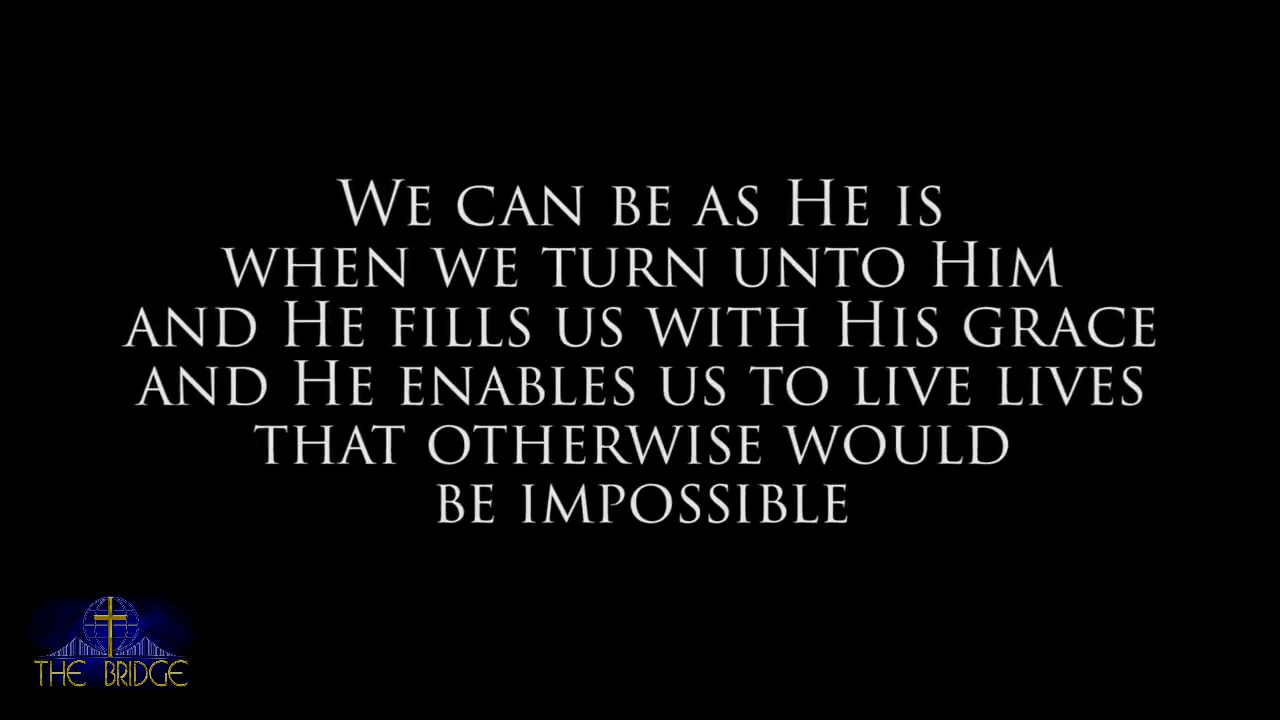 We can be as He is
when we turn unto Him
and He fills us with His grace
and He enables us to live lives
that otherwise would
be impossible
THE BRIDGE